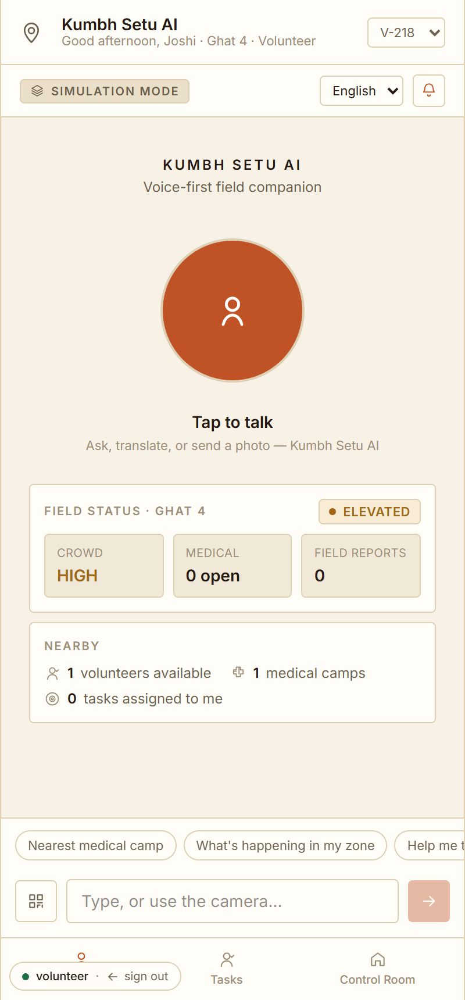 Kumbh Setu AI
Good afternoon, Joshi · Ghat 4 · Volunteer
V-218
SIMULATION MODE
English
KUMBH SETU AI
Voice-first field companion
Tap to talk
Ask, translate, or send a photo — Kumbh Setu AI
FIELD STATUS · GHAT 4
ELEVATED
CROWD
HIGH
MEDICAL
0 open
FIELD REPORTS
0
NEARBY
1 volunteers available
1 medical camps
0 tasks assigned to me
Nearest medical camp
What's happening in my zone
Help me t
Type, or use the camera...
volunteer · ← sign out
Tasks
Control Room